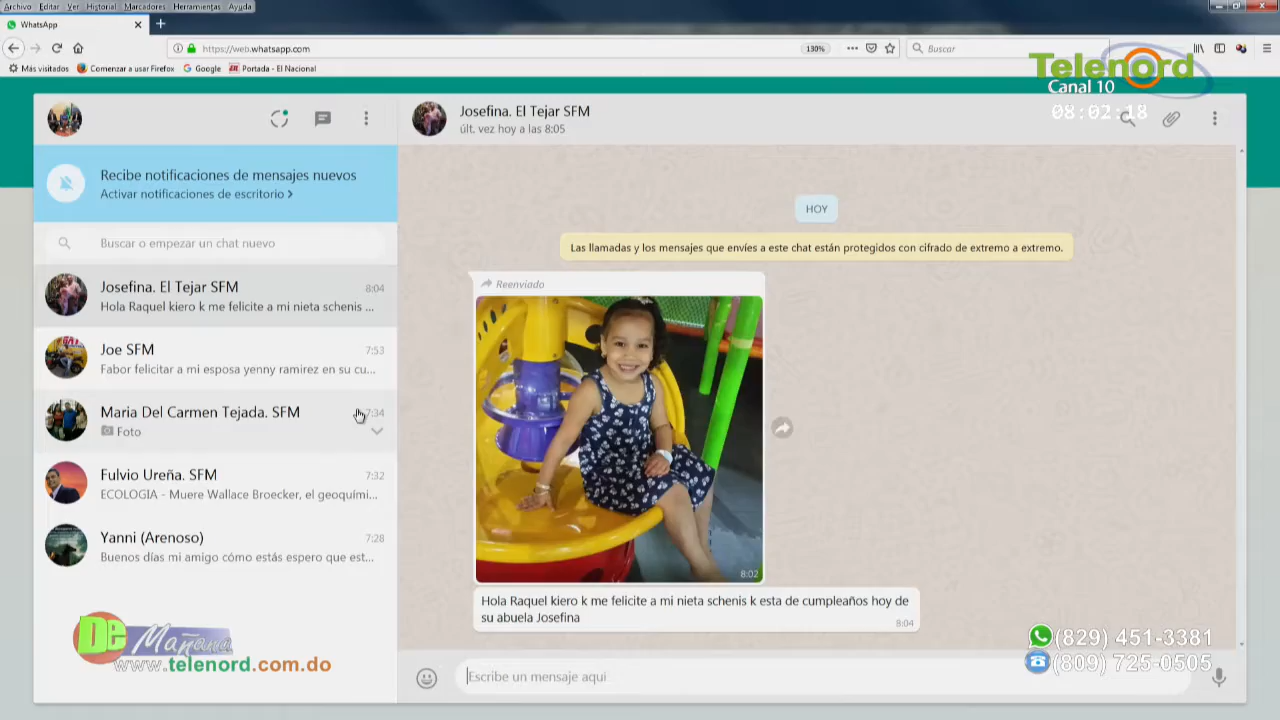 Archivo Editar Ver Historial Marcadores Herramientas Ayuda
WhatsApp
https://web.whatsapp.com
130%
Buscar
Más visitados Comenzar a usar Firefox Google Portada - El Nacional
Telenord
Canal 10
08:02:18
Josefina. El Tejar SFM
últ. vez hoy a las 8:05
Recibe notificaciones de mensajes nuevos
Activar notificaciones de escritorio >
Buscar o empezar un chat nuevo
Josefina. El Tejar SFM 8:04
Hola Raquel kiero k me felicite a mi nieta schenis ...
Joe SFM 7:53
Fabor felicitar a mi esposa yenny ramirez en su cu...
Maria Del Carmen Tejada. SFM 7:34
Foto
Fulvio Ureña. SFM 7:32
ECOLOGIA - Muere Wallace Broecker, el geoquími...
Yanni (Arenoso) 7:28
Buenos días mi amigo cómo estás espero que est...
HOY
Las llamadas y los mensajes que envíes a este chat están protegidos con cifrado de extremo a extremo.
Reenviado
8:02
Hola Raquel kiero k me felicite a mi nieta schenis k esta de cumpleaños hoy de
su abuela Josefina
8:04
Escribe un mensaje aqui
De Mañana
www.telenord.com.do
(829) 451-3381
(809) 725-0505